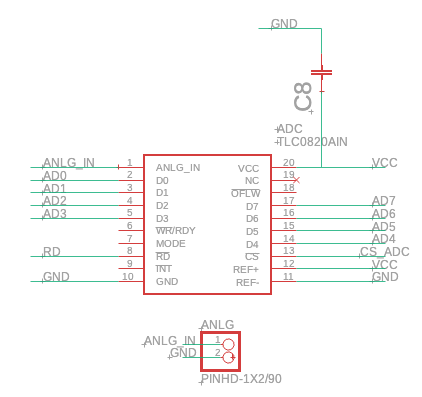 GND
C8
ADC
TLC0820AIN
ANLG_IN 1 ANLG_IN VCC 20 VCC
AD0 2 D0 NC 19
AD1 3 D1 OFLW 18
AD2 4 D2 D7 17 AD7
AD3 5 D3 D6 16 AD6
6 WR/RDY D5 15 AD5
7 MODE D4 14 AD4
RD 8 RD CS 13 CS_ADC
9 INT REF+ 12 VCC
GND 10 GND REF- 11 GND
ANLG
ANLG_IN 1
GND 2
PINHD-1X2/90